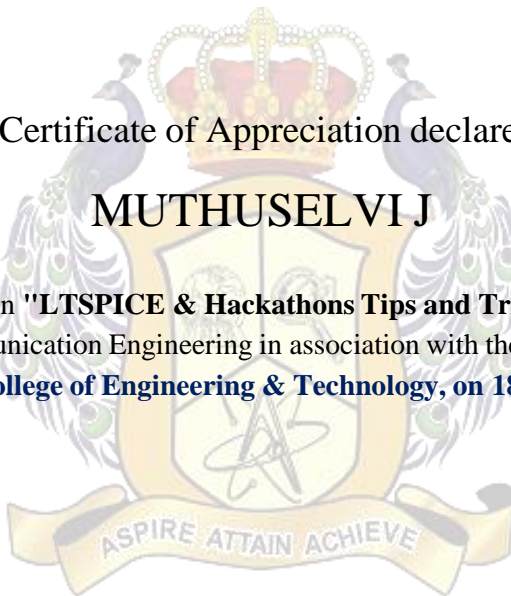 Certificate of Appreciation declare
MUTHUSELVI J
n "LTSPICE & Hackathons Tips and Tr
unication Engineering in association with the
ollege of Engineering & Technology, on 18
ASPIRE ATTAIN ACHIEVE